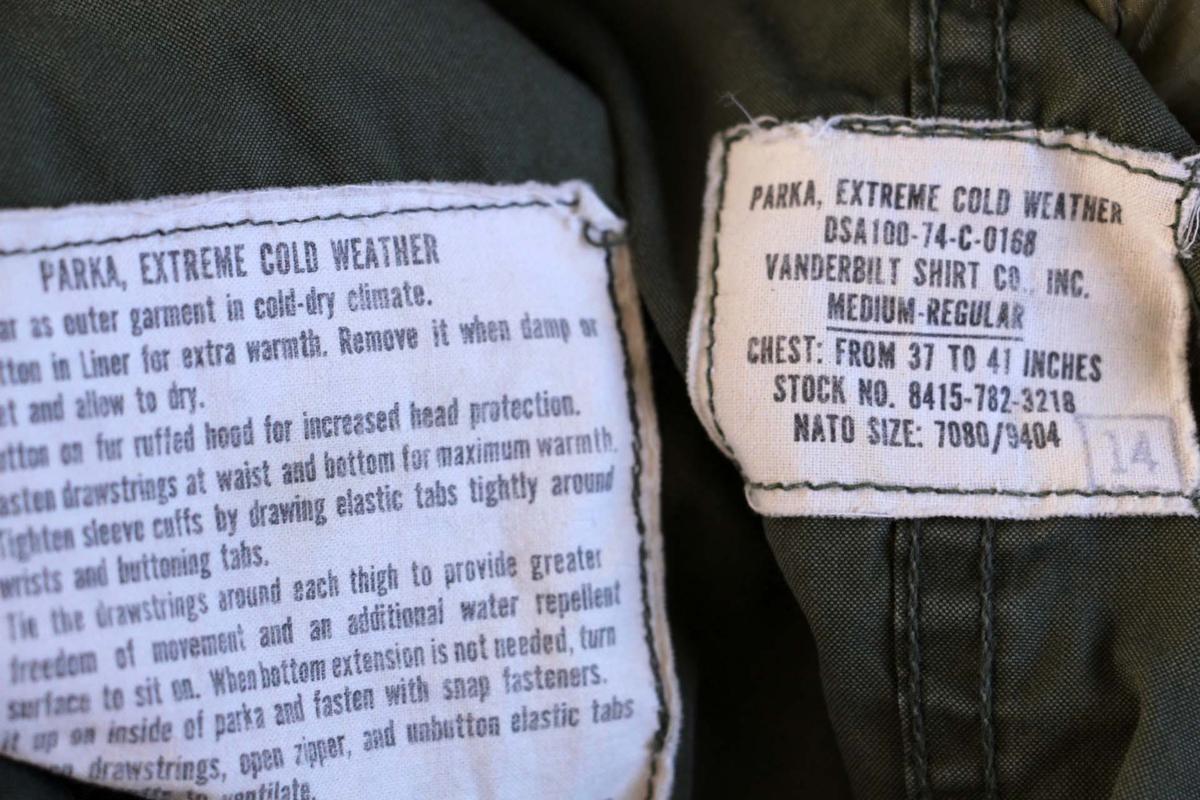 PARKA, EXTREME COLD WEATHER
ar as outer garment in cold-dry climate.
tton in Liner for extra warmth. Remove it when damp or
et and allow to dry.
utton on fur ruffed hood for increased head protection.
asten drawstrings at waist and bottom for maximum warmth.
Tighten sleeve cuffs by drawing elastic tabs tightly around
wrists and buttoning tabs.
Tie the drawstrings around each thigh to provide greater
freedom of movement and an additional water repellent
surface to sit on. When bottom extension is not needed, turn
it up on inside of parka and fasten with snap fasteners.
drawstrings, open zipper, and unbutton elastic tabs
to ventilate.
PARKA, EXTREME COLD WEATHER
DSA100-74-C-0168
VANDERBILT SHIRT CO., INC.
MEDIUM-REGULAR
CHEST: FROM 37 TO 41 INCHES
STOCK NO. 8415-782-3218
NATO SIZE: 7080/9404
14